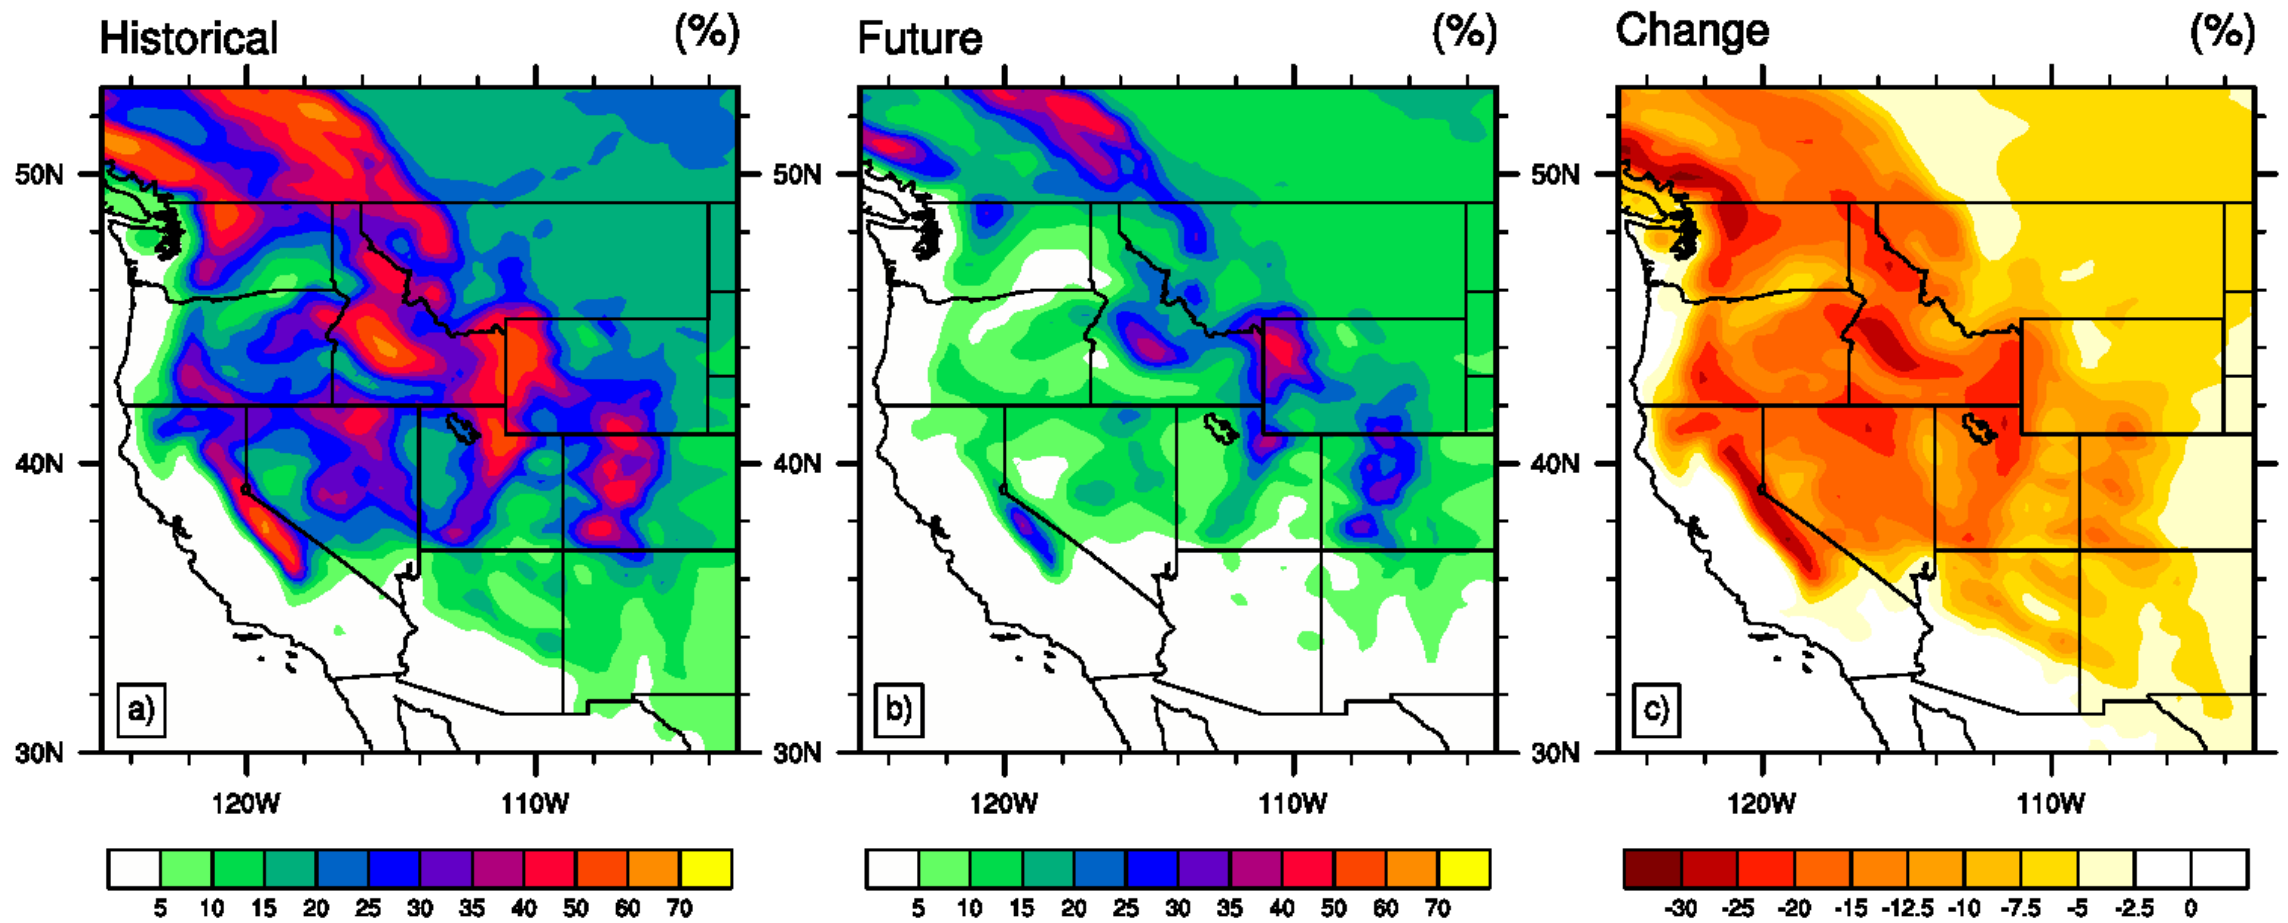 Historical (%) Future (%) Change (%)
50N 50N 50N
40N 40N 40N
a) b) c)
30N 30N 30N
120W 110W 120W 110W 120W 110W
5 10 15 20 25 30 35 40 50 60 70 5 10 15 20 25 30 35 40 50 60 70 -30 -25 -20 -15 -12.5 -10 -7.5 -5 -2.5 0